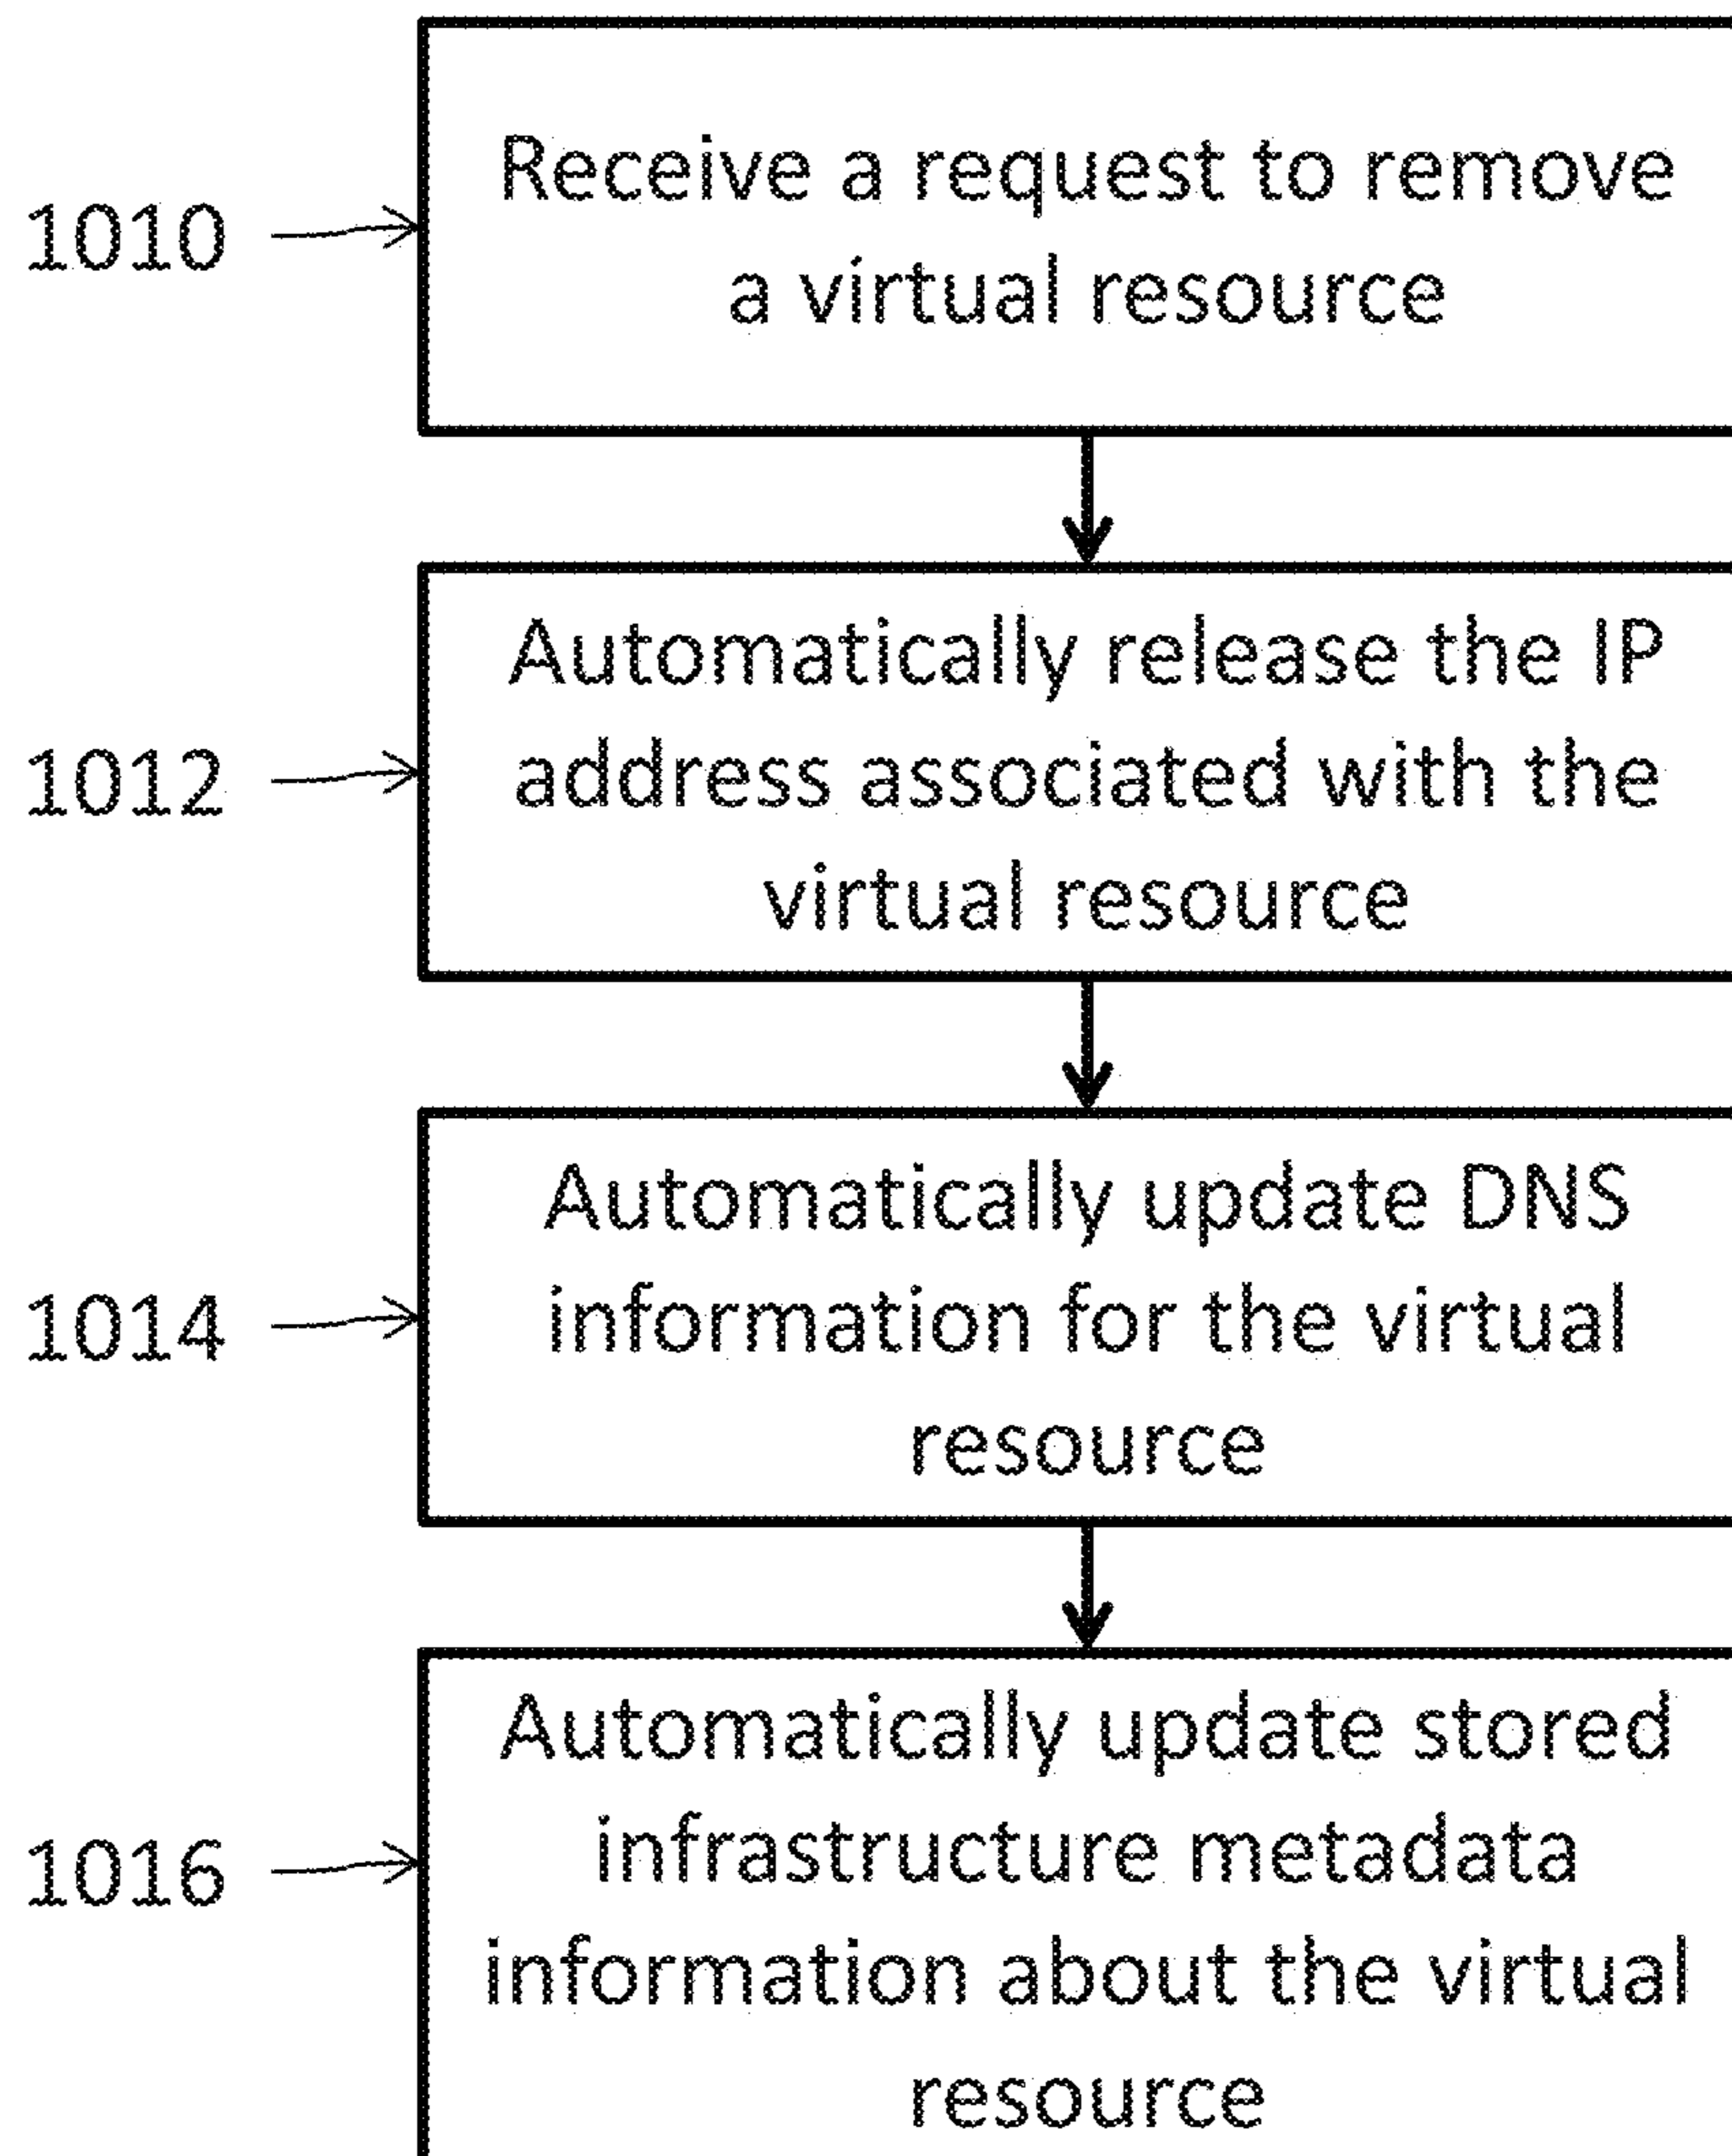 1010
Receive a request to remove
a virtual resource
1012
Automatically release the IP
address associated with the
virtual resource
1014
Automatically update DNS
information for the virtual
resource
1016
Automatically update stored
infrastructure metadata
information about the virtual
resource